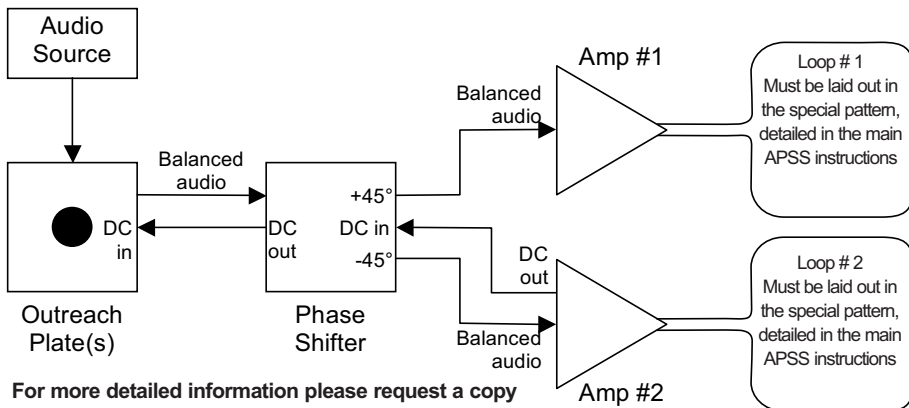 Audio
Source
Balanced
audio
DC
in
Outreach
Plate(s)
+45°
DC in
-45°
DC
out
Phase
Shifter
Balanced
audio
Amp #1
DC
out
Balanced
audio
Amp #2
Loop # 1
Must be laid out in
the special pattern,
detailed in the main
APSS instructions
Loop # 2
Must be laid out in
the special pattern,
detailed in the main
APSS instructions
For more detailed information please request a copy